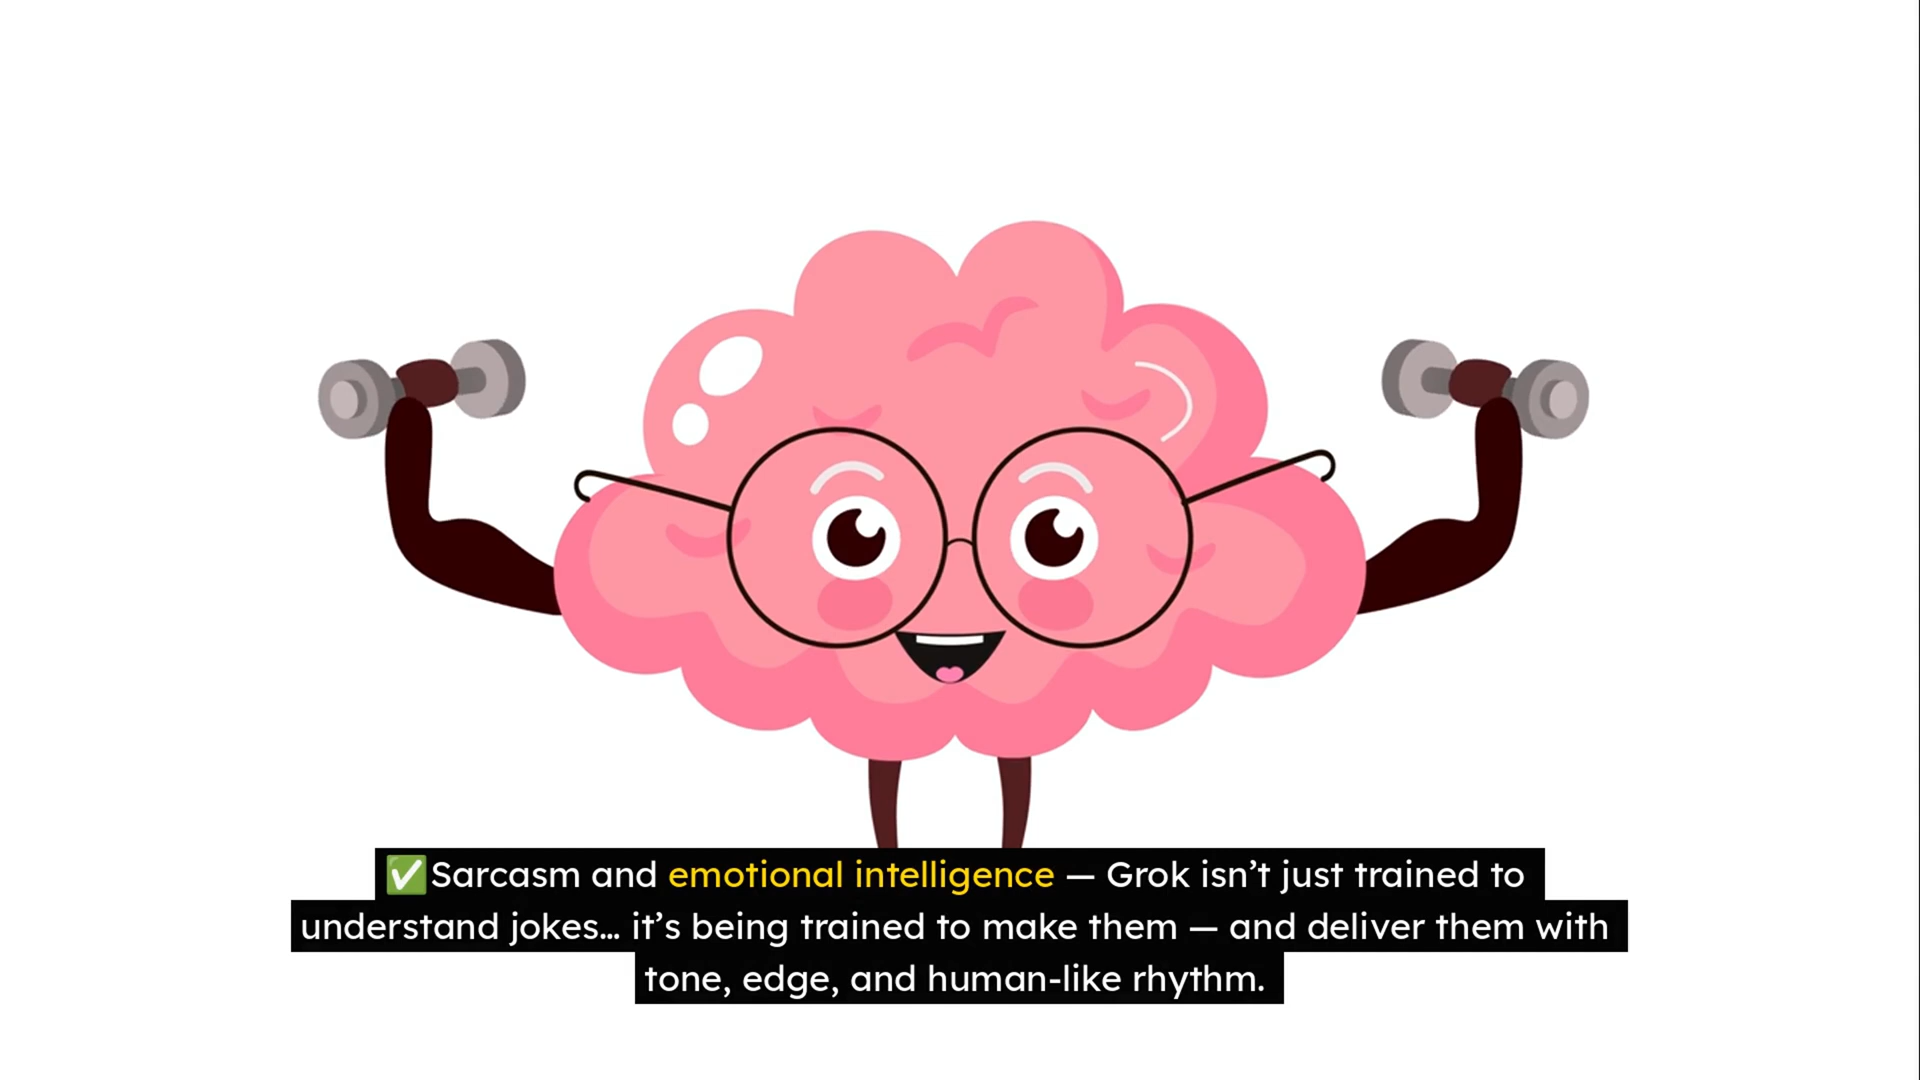 ✅Sarcasm and emotional intelligence — Grok isn’t just trained to
understand jokes... it’s being trained to make them — and deliver them with
tone, edge, and human-like rhythm.